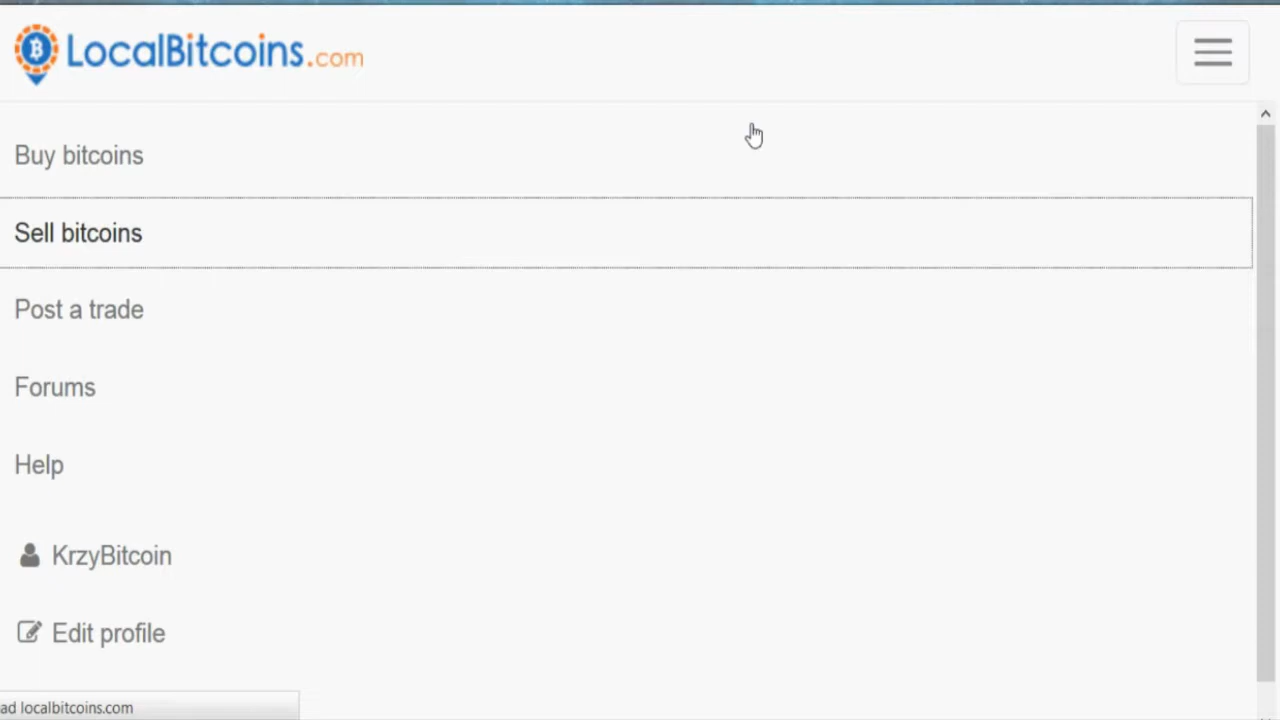 LocalBitcoins.com
Buy bitcoins
Sell bitcoins
Post a trade
Forums
Help
KrzyBitcoin
Edit profile
ad localbitcoins.com